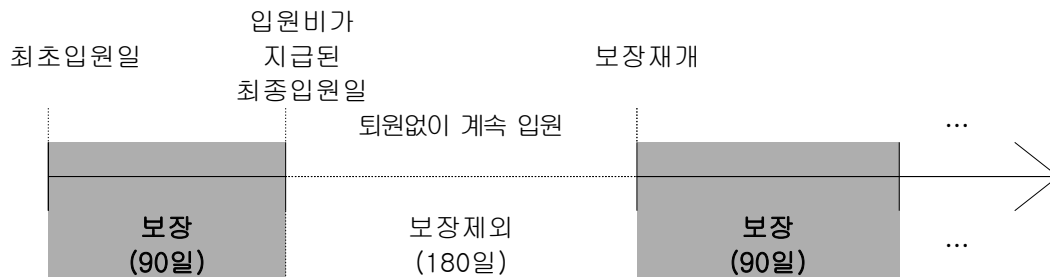 최초입원일
입원비가
지급된
최종입원일
보장재개
퇴원없이 계속 입원
...
보장
(90일)
보장제외
(180일)
보장
(90일)
...